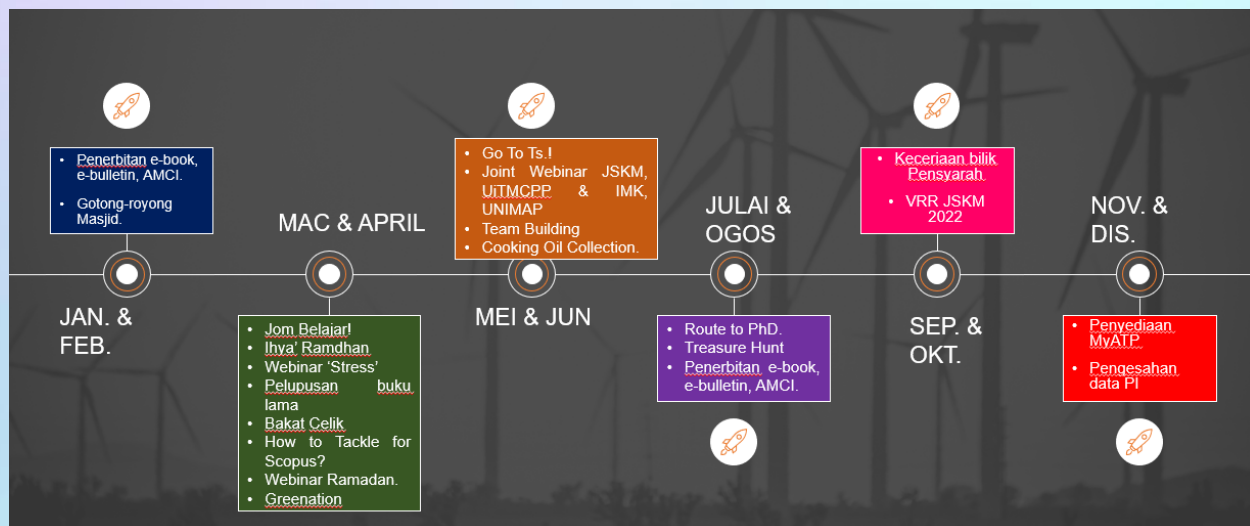 • Penerbitan e-book,
e-bulletin, AMCI.
• Gotong-royong
Masjid.
JAN. &
FEB.
MAC & APRIL
• Jom Belajar!
• Ihya’ Ramdhan
• Webinar ‘Stress’
• Pelupusan buku
lama
• Bakat Celik
• How to Tackle for
Scopus?
• Webinar Ramadan.
• Greenation
• Go To Ts.!
• Joint Webinar JSKM,
UiTMCPP & IMK,
UNIMAP
• Team Building
• Cooking Oil Collection.
MEI & JUN
JULAI &
OGOS
• Route to PhD.
• Treasure Hunt
• Penerbitan e-book,
e-bulletin, AMCI.
• Keceriaan bilik
Pensyarah
• VRR JSKM
2022
SEP. &
OKT.
NOV. &
DIS.
• Penyediaan
MyATP
• Pengesahan
data PI